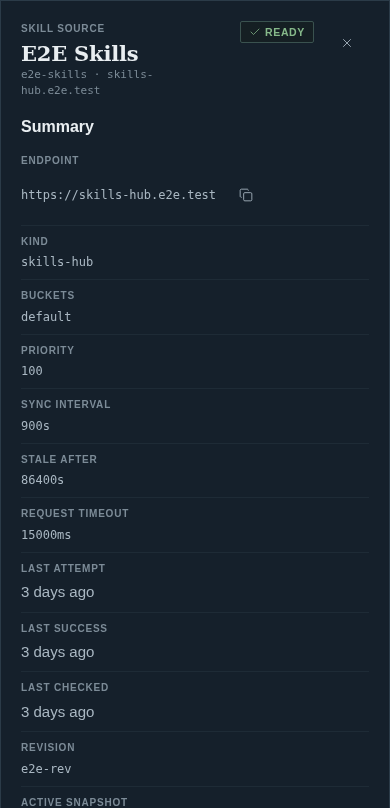 SKILL SOURCE
READY
E2E Skills
e2e-skills · skills-
hub.e2e.test
Summary
ENDPOINT
https://skills-hub.e2e.test
KIND
skills-hub
BUCKETS
default
PRIORITY
100
SYNC INTERVAL
900s
STALE AFTER
86400s
REQUEST TIMEOUT
15000ms
LAST ATTEMPT
3 days ago
LAST SUCCESS
3 days ago
LAST CHECKED
3 days ago
REVISION
e2e-rev
ACTIVE SNAPSHOT